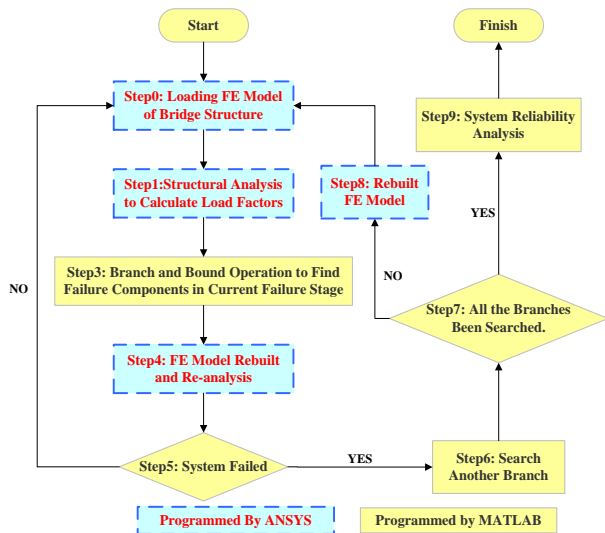 Start
Finish
Step0: Loading FE Model
of Bridge Structure
Step9: System Reliability
Analysis
Step1:Structural Analysis
to Calculate Load Factors
Step8: Rebuilt
FE Model
YES
NO
Step3: Branch and Bound Operation to Find
Failure Components in Current Failure Stage
NO
Step7: All the Branches
Been Searched.
Step4: FE Model Rebuilt
and Re-analysis
Step5: System Failed
YES
Step6: Search
Another Branch
Programmed By ANSYS
Programmed by MATLAB